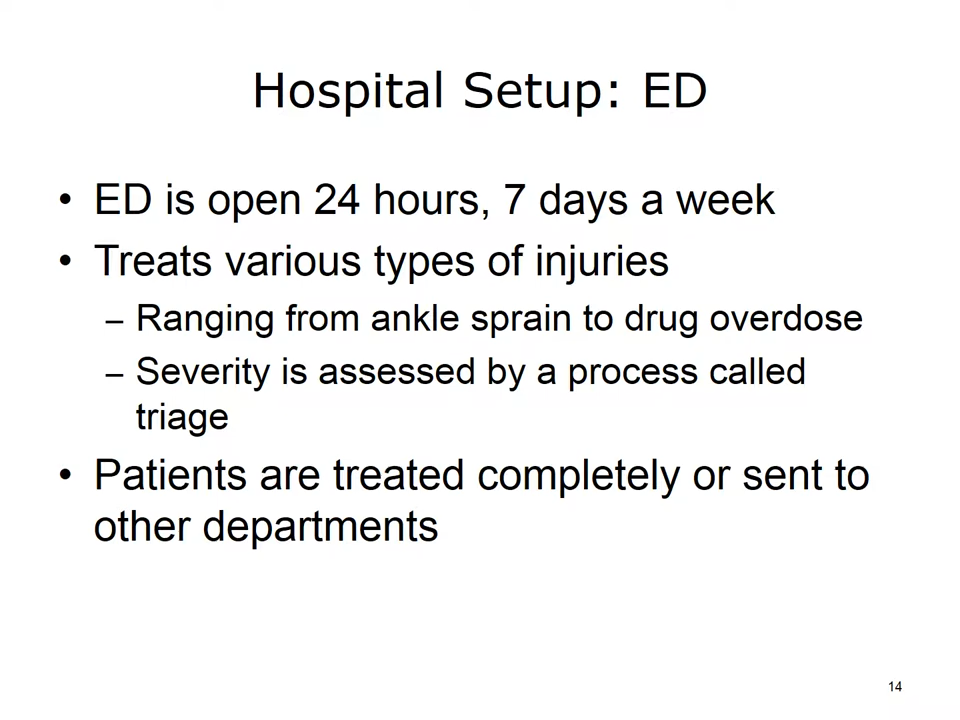 Hospital Setup: ED
• ED is open 24 hours, 7 days a week
• Treats various types of injuries
– Ranging from ankle sprain to drug overdose
– Severity is assessed by a process called
triage
• Patients are treated completely or sent to
other departments
14